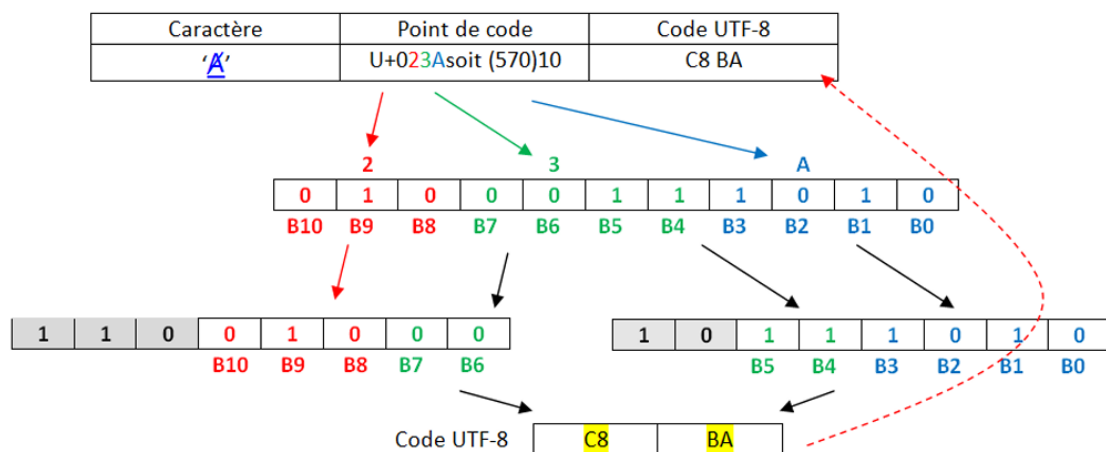 Caractère Point de code Code UTF-8
‘Ⱥ’ U+023Asoit (570)10 C8 BA
2 3 A
0 1 0 0 0 1 1 1 0 1 0
B10 B9 B8 B7 B6 B5 B4 B3 B2 B1 B0
1 1 0 0 1 0 0 0 1 0 1 1 1 0 1 0
B10 B9 B8 B7 B6 B5 B4 B3 B2 B1 B0
Code UTF-8 C8 BA